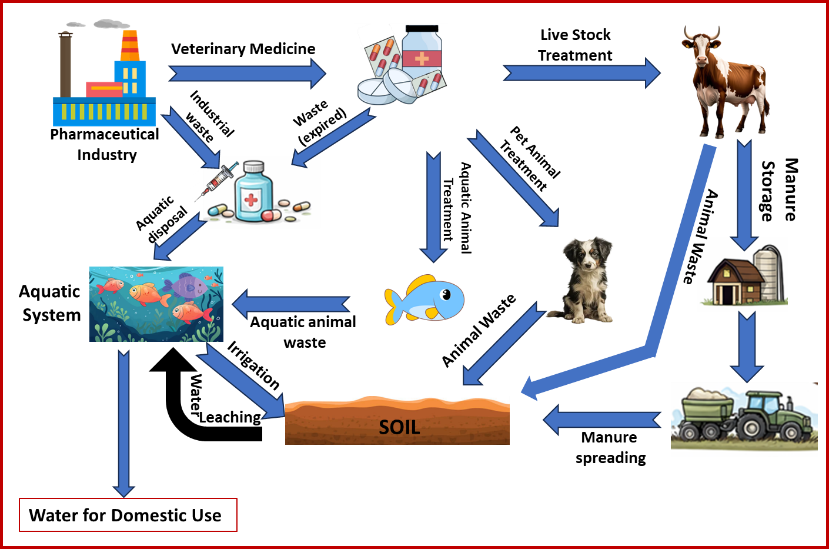 Veterinary Medicine
Live Stock
Treatment
Pharmaceutical
Industry
Industrial
waste
Waste
(expired)
Pet Animal
Treatment
Aquatic Animal
Treatment
Manure
Storage
Animal Waste
Aquatic
disposal
Aquatic
System
Aquatic animal
waste
Animal Waste
Irrigation
Water
Leaching
SOIL
Manure
spreading
Water for Domestic Use